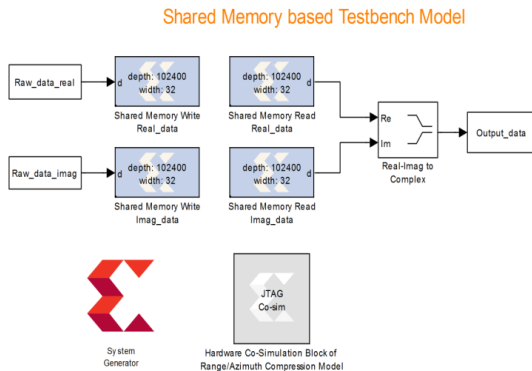 Shared Memory based Testbench Model
Raw_data_real
d
depth: 102400
width: 32
Shared Memory Write
Real_data
depth: 102400
width: 32
d
Shared Memory Read
Real_data
Raw_data_imag
d
depth: 102400
width: 32
Shared Memory Write
Imag_data
depth: 102400
width: 32
d
Shared Memory Read
Imag_data
Re
Im
Real-Imag to
Complex
Output_data
System
Generator
JTAG
Co-sim
Hardware Co-Simulation Block of
Range/Azimuth Compression Model